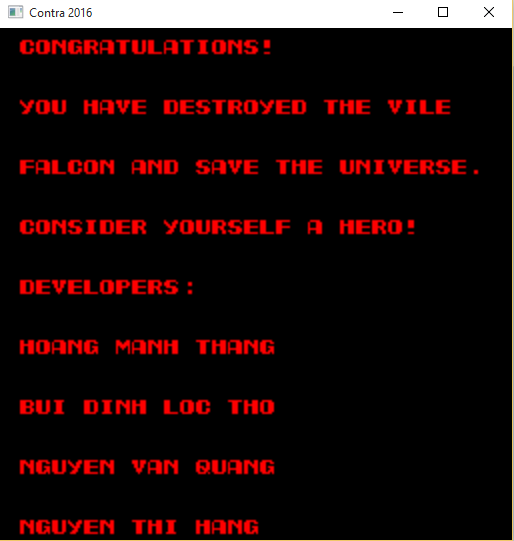 Contra 2016
CONGRATULATIONS!
YOU HAVE DESTROYED THE VILE
FALCON AND SAVE THE UNIVERSE.
CONSIDER YOURSELF A HERO!
DEVELOPERS:
HOANG MANH THANG
BUI DINH LOC THO
NGUYEN VAN QUANG
NGUYEN THI HANG